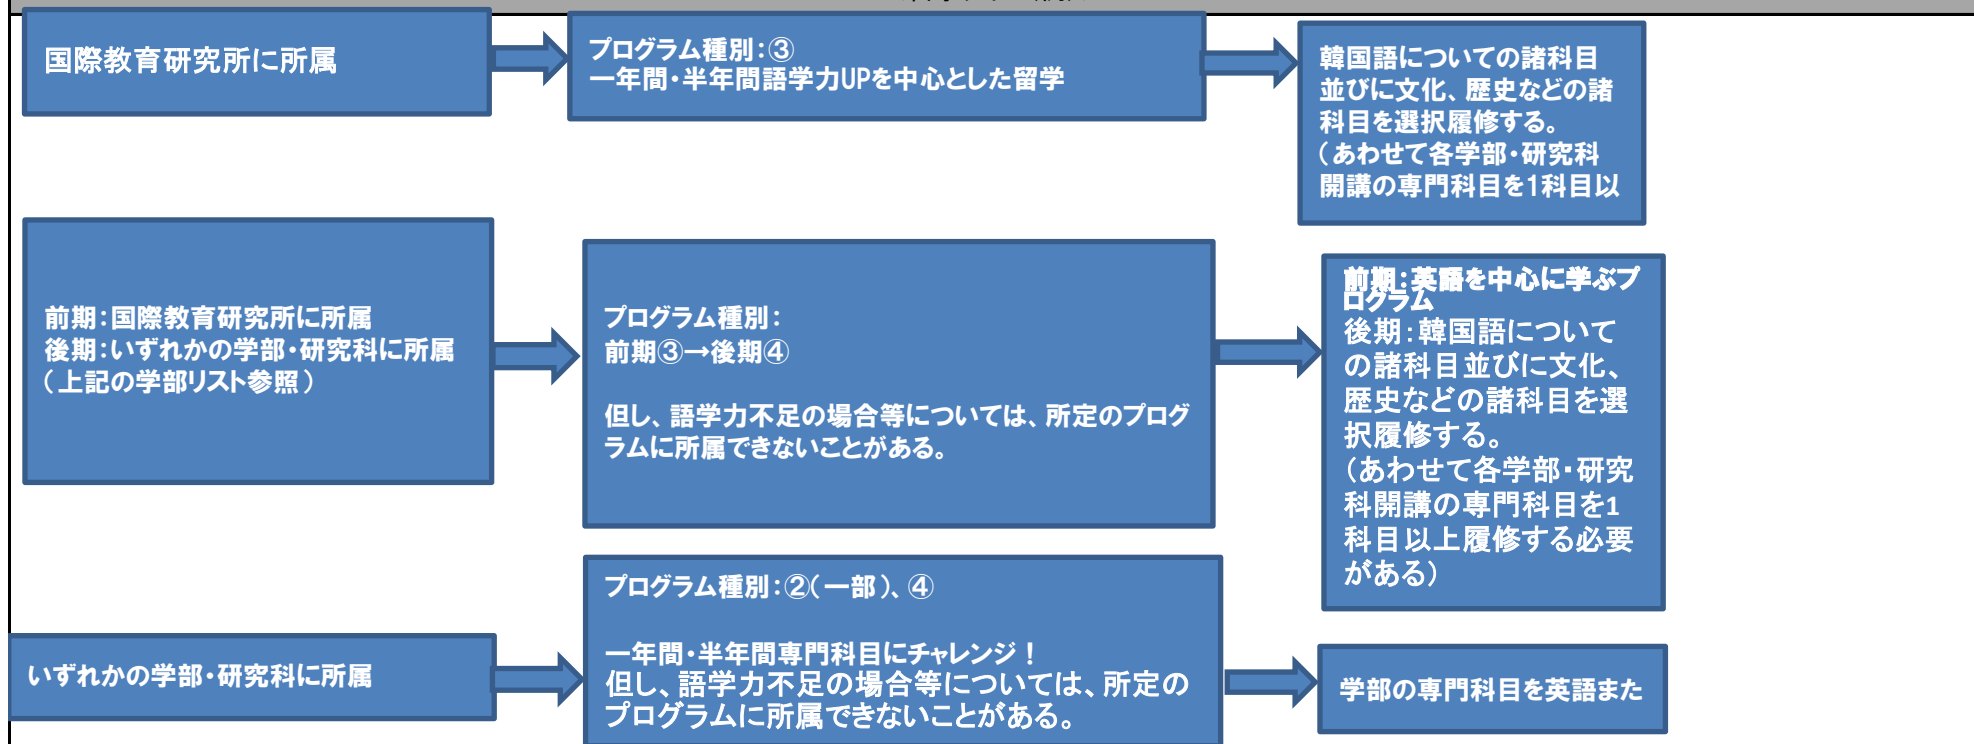 国際教育研究所に所属
プログラム種別：③
一年間・半年間語学力UPを中心とした留学
韓国語についての諸科目
並びに文化、歴史などの諸
科目を選択履修する。
（あわせて各学部・研究科
開講の専門科目を1科目以
前期：国際教育研究所に所属
後期：いずれかの学部・研究科に所属
（上記の学部リスト参照）
プログラム種別：
前期③→後期④
但し、語学力不足の場合等については、所定のプログ
ラムに所属できないことがある。
前期：英語を中心に学ぶプ
ログラム
後期：韓国語について
の諸科目並びに文化、
歴史などの諸科目を選
択履修する。
（あわせて各学部・研究
科開講の専門科目を1
科目以上履修する必要
がある）
いずれかの学部・研究科に所属
プログラム種別：②（一部）、④
一年間・半年間専門科目にチャレンジ！
但し、語学力不足の場合等については、所定の
プログラムに所属できないことがある。
学部の専門科目を英語また